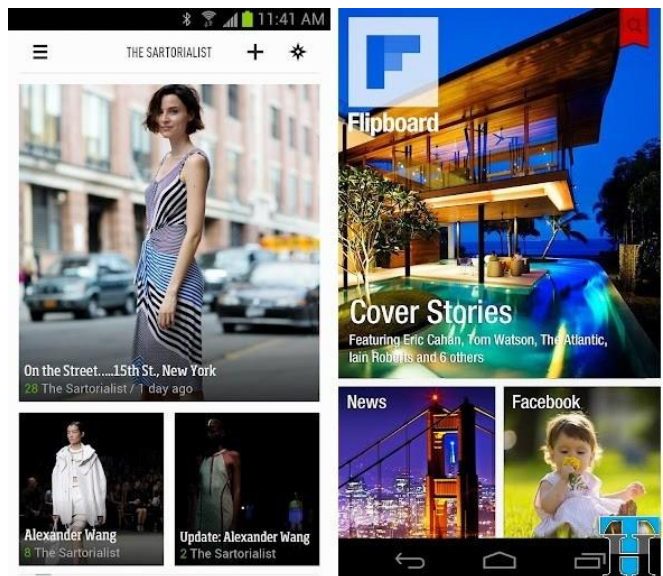 11:41 AM
THE SARTORIALIST
On the Street.....15th St., New York
28 The Sartorialist / 1 day ago
Alexander Wang
8 The Sartorialist
Update: Alexander Wang
2 The Sartorialist
Flipboard
Cover Stories
Featuring Eric Cahan, Tom Watson, The Atlantic,
Iain Roberts and 6 others
News
Facebook